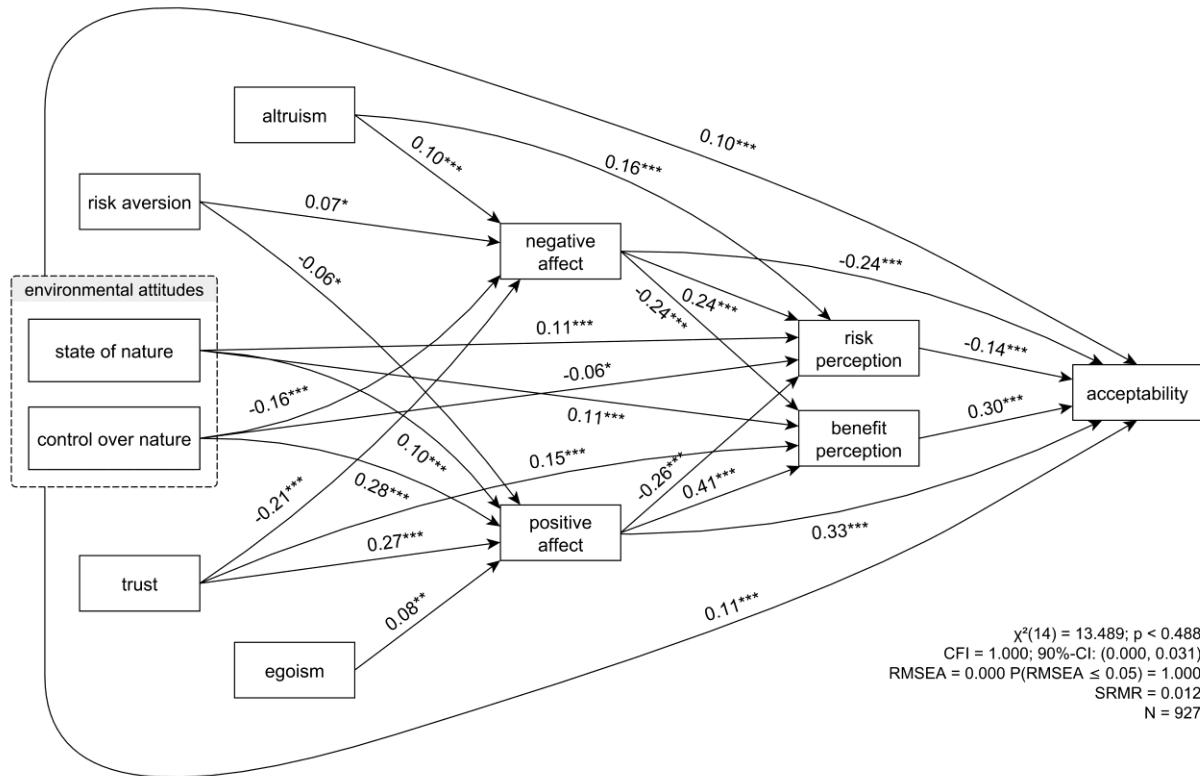 altruism
0.10***
0.10***
0.16***
risk aversion
0.07*
negative
affect
-0.06*
-0.24***
environmental attitudes
0.24***
-0.24***
state of nature
0.11***
risk
perception
-0.14***
-0.06*
acceptability
-0.16***
0.11***
control over nature
0.30***
benefit
perception
0.10***
0.15***
-0.26***
0.28***
0.41***
-0.21***
positive
affect
0.33***
0.27***
trust
0.08**
0.11***
egoism
χ²(14) = 13.489; p < 0.488
CFI = 1.000; 90%-CI: (0.000, 0.031)
RMSEA = 0.000 P(RMSEA ≤ 0.05) = 1.000
SRMR = 0.012
N = 927